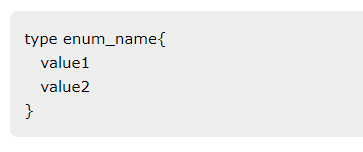 type enum_name{
value1
value2
}